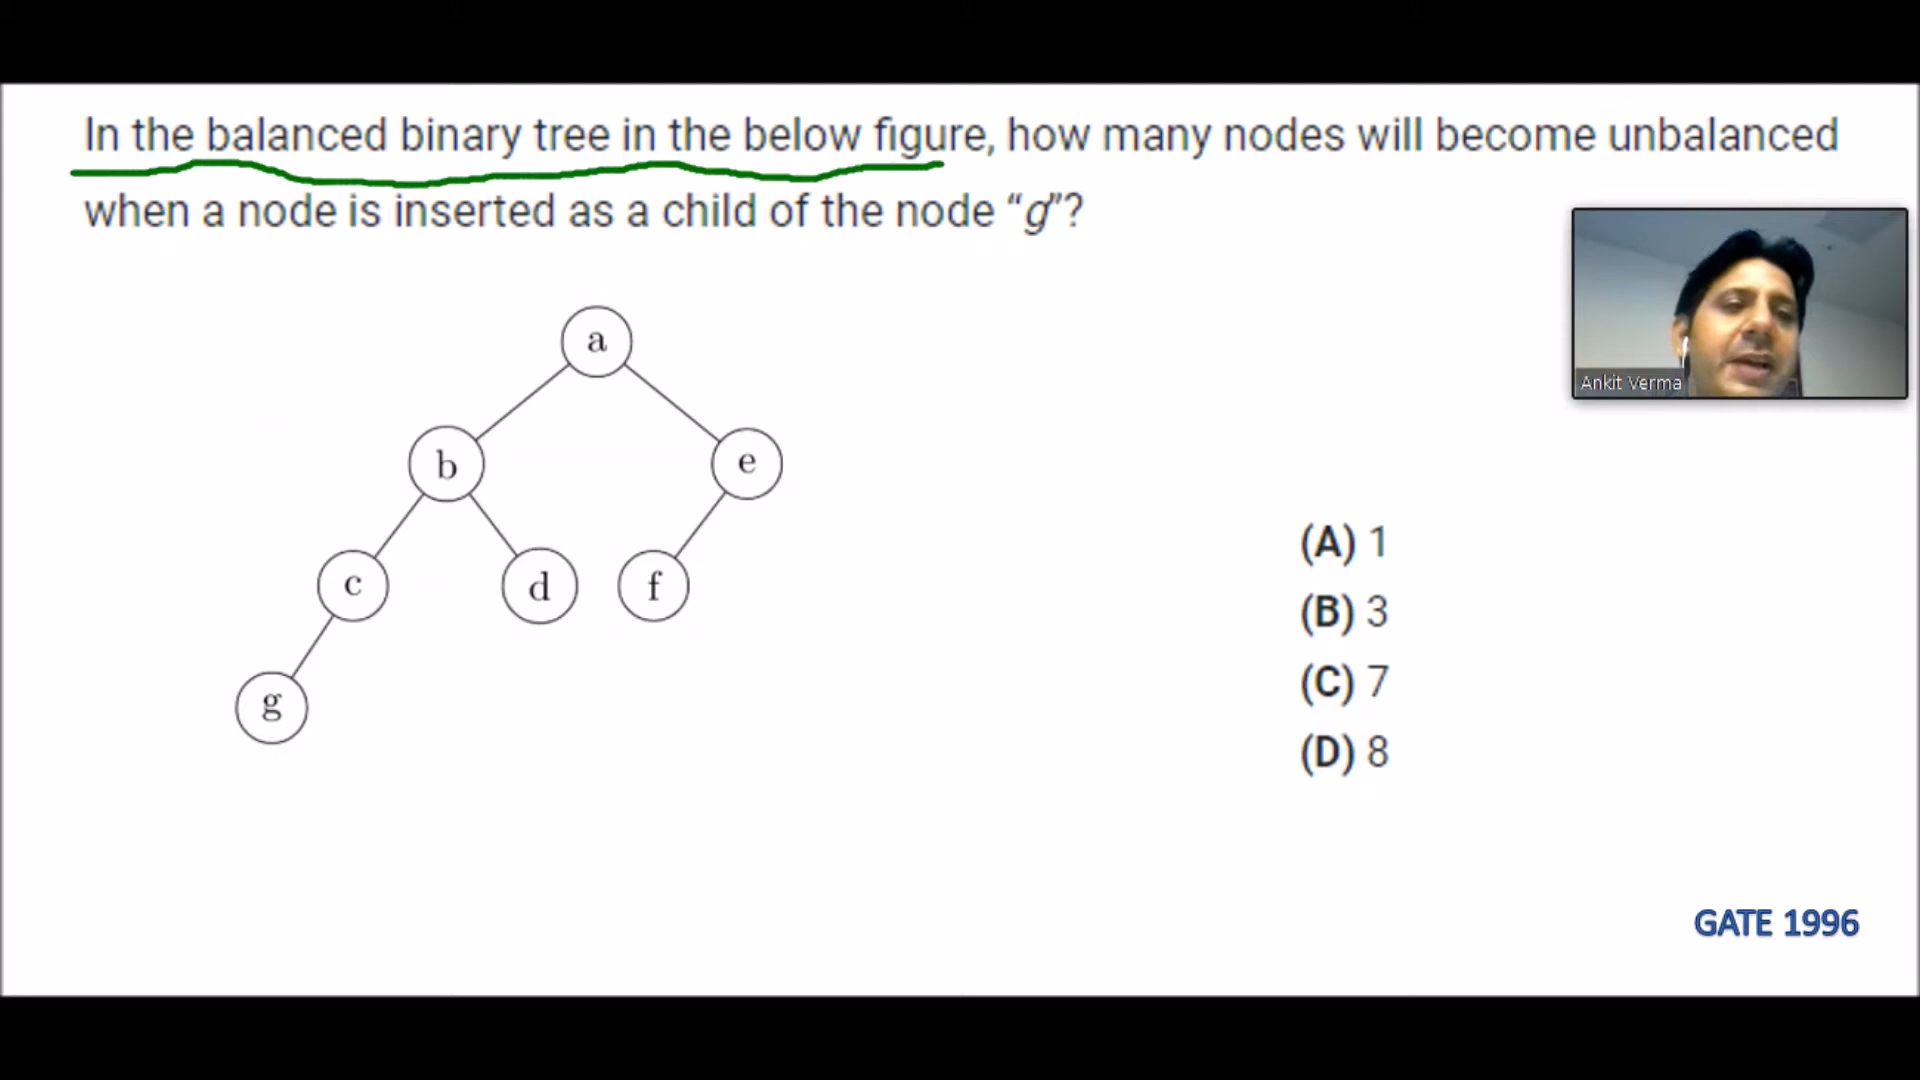 In the balanced binary tree in the below figure, how many nodes will become unbalanced
when a node is inserted as a child of the node “g”?
Ankit Verma
a
b
e
c
d
f
g
(A) 1
(B) 3
(C) 7
(D) 8
GATE 1996